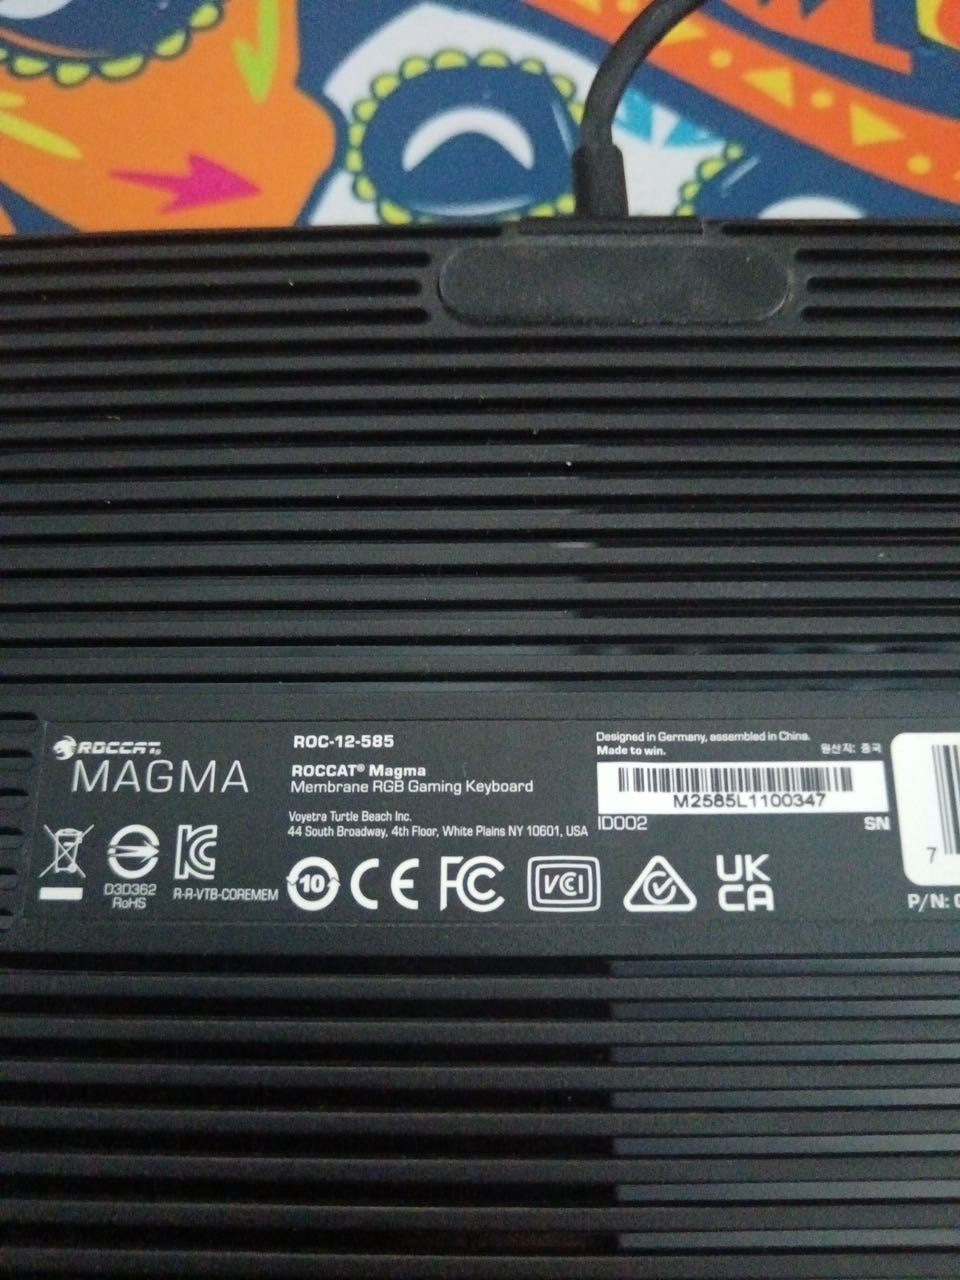 ROCCAT
MAGMA
D3D362
RoHS
R-R-VTB-COREMEM
ROC-12-585
ROCCAT® Magma
Membrane RGB Gaming Keyboard
Voyetra Turtle Beach Inc.
44 South Broadway, 4th Floor, White Plains NY 10601, USA
10
CE
FC
VCI
UK
CA
Designed in Germany, assembled in China.
Made to win.
원산지: 중국
M2585L1100347
ID002
SN
7
P/N: